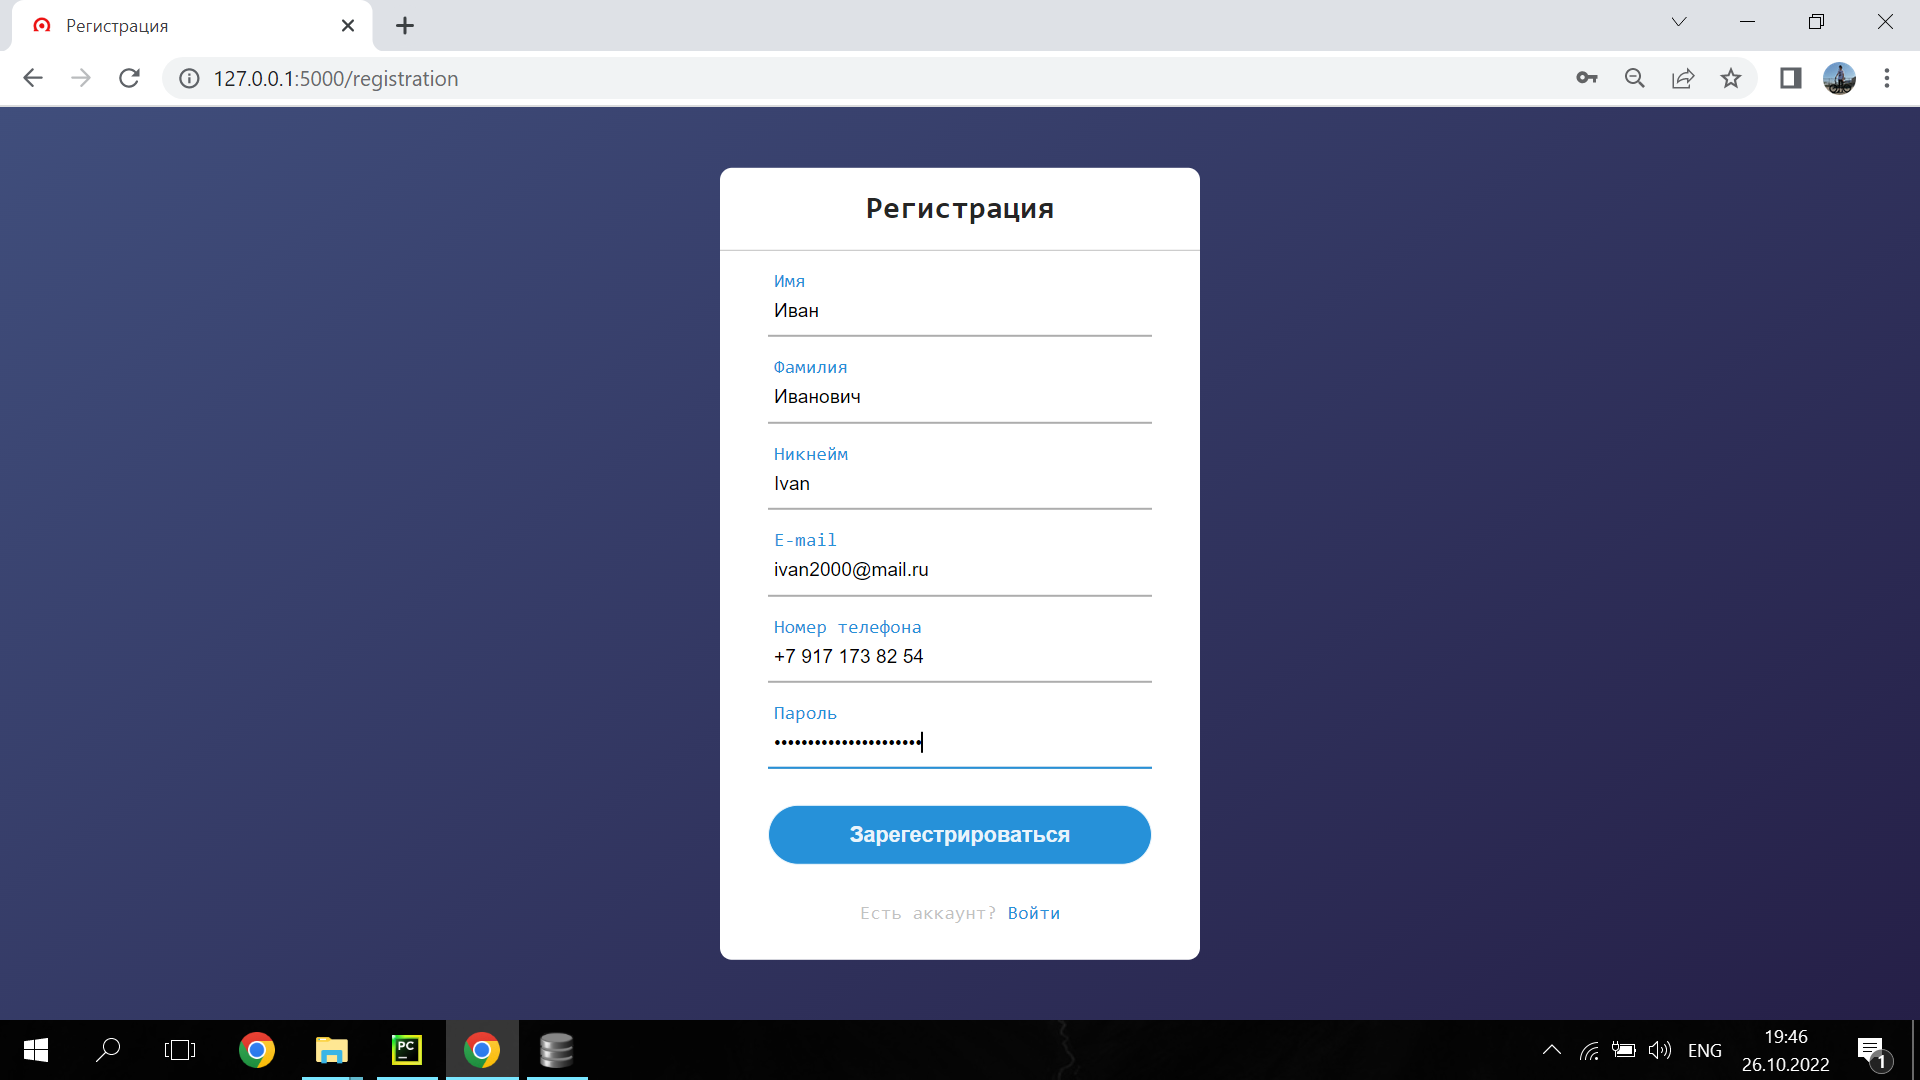 Регистрация
127.0.0.1:5000/registration
Регистрация
Имя
Иван
Фамилия
Иванович
Никнейм
Ivan
E-mail
ivan2000@mail.ru
Номер телефона
+7 917 173 82 54
Пароль
••••••••••••••••••••••
Зарегестрироваться
Есть аккаунт? Войти
PC
ENG
19:46
26.10.2022
1